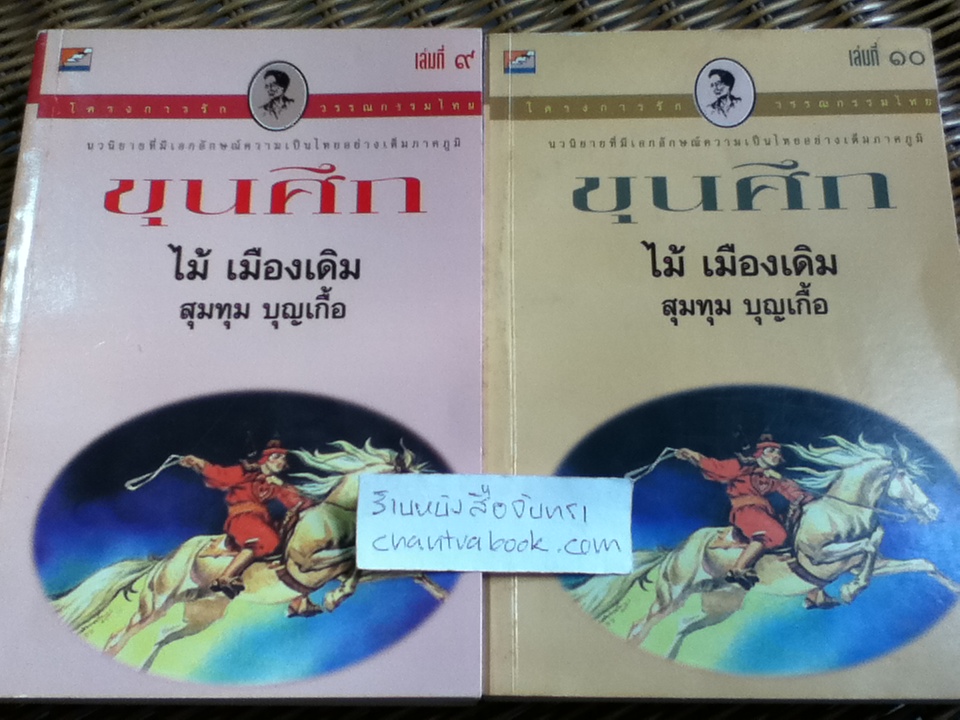 เล่มที่ ๙
โครงการรัก วรรณกรรมไทย
นวนิยายที่มีเอกลักษณ์ความเป็นไทยอย่างเต็มภาคภูมิ
ขุนศึก
ไม้ เมืองเดิม
สุมทุม บุญเกื้อ
เล่มที่ ๑๐
โครงการรัก วรรณกรรมไทย
นวนิยายที่มีเอกลักษณ์ความเป็นไทยอย่างเต็มภาคภูมิ
ขุนศึก
ไม้ เมืองเดิม
สุมทุม บุญเกื้อ
ร้านหนังสือจันทรา
chantrabook.com